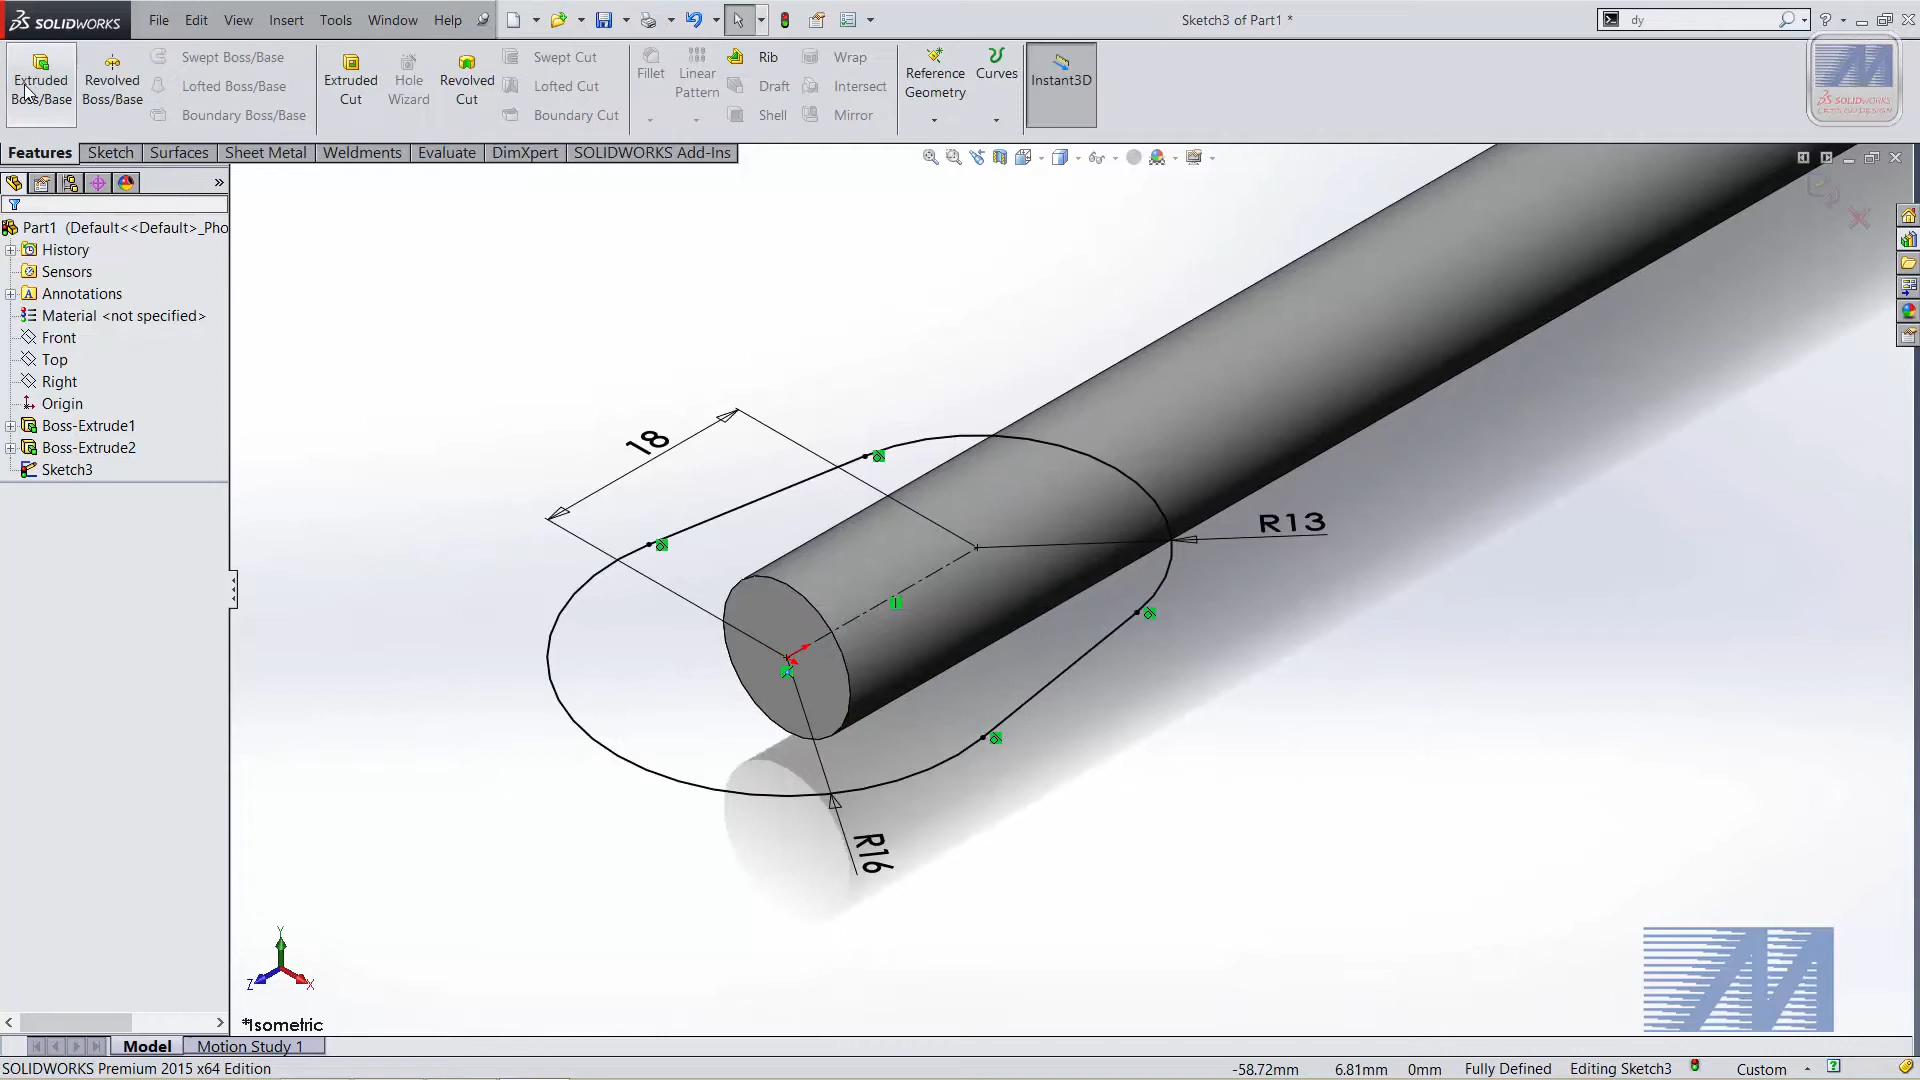 SOLIDWORKS File Edit View Insert Tools Window Help Sketch3 of Part1 * dy
Extruded Boss/Base
Revolved Boss/Base
Swept Boss/Base
Lofted Boss/Base
Boundary Boss/Base
Extruded Cut
Hole Wizard
Revolved Cut
Swept Cut
Lofted Cut
Boundary Cut
Fillet
Linear Pattern
Rib
Draft
Shell
Wrap
Intersect
Mirror
Reference Geometry
Curves
Instant3D
SOLIDWORKS
Features Sketch Surfaces Sheet Metal Weldments Evaluate DimXpert SOLIDWORKS Add-Ins
Part1 (Default<<Default>_Pho
History
Sensors
Annotations
Material <not specified>
Front
Top
Right
Origin
Boss-Extrude1
Boss-Extrude2
Sketch3
18
R13
R16
Y
Z X
*Isometric
Model Motion Study 1
SOLIDWORKS Premium 2015 x64 Edition -58.72mm 6.81mm 0mm Fully Defined Editing Sketch3 Custom